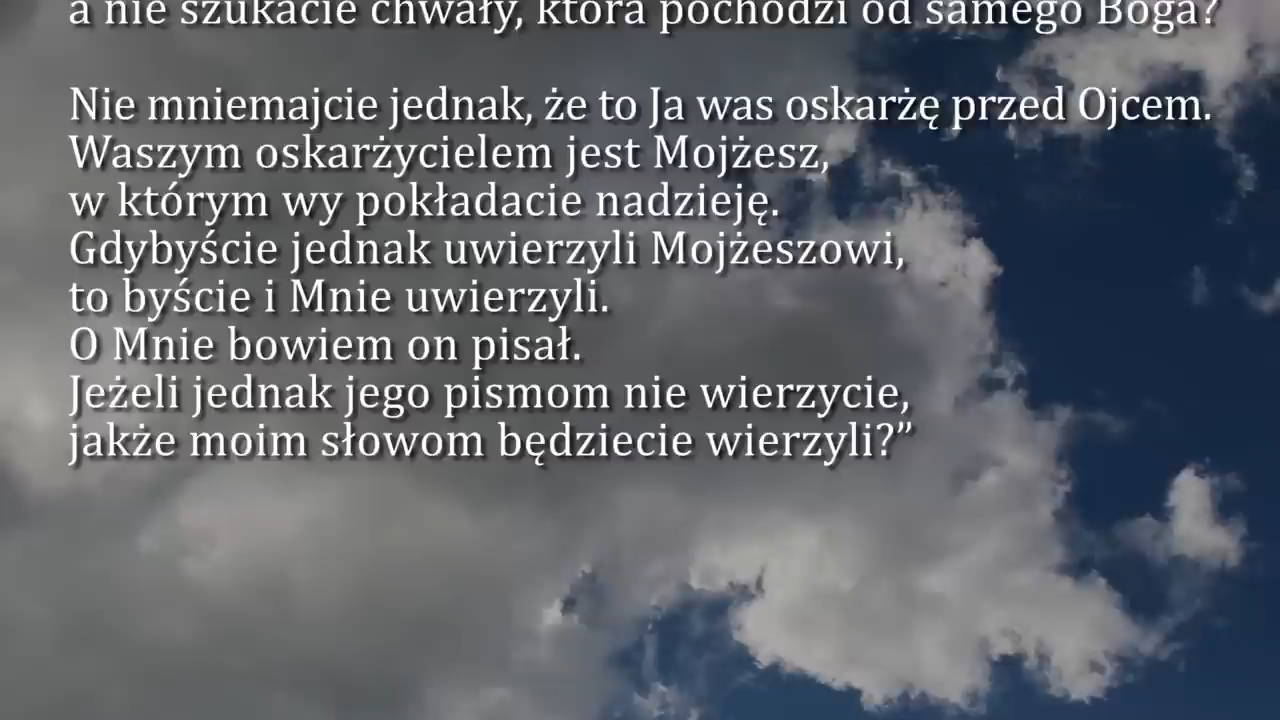 a nie szukacie chwały, która pochodzi od samego Boga?
Nie mniemajcie jednak, że to Ja was oskarżę przed Ojcem.
Waszym oskarżycielem jest Mojżesz,
w którym wy pokładacie nadzieję.
Gdybyście jednak uwierzyli Mojżeszowi,
to byście i Mnie uwierzyli.
O Mnie bowiem on pisał.
Jeżeli jednak jego pismom nie wierzycie,
jakże moim słowom będziecie wierzyli?”